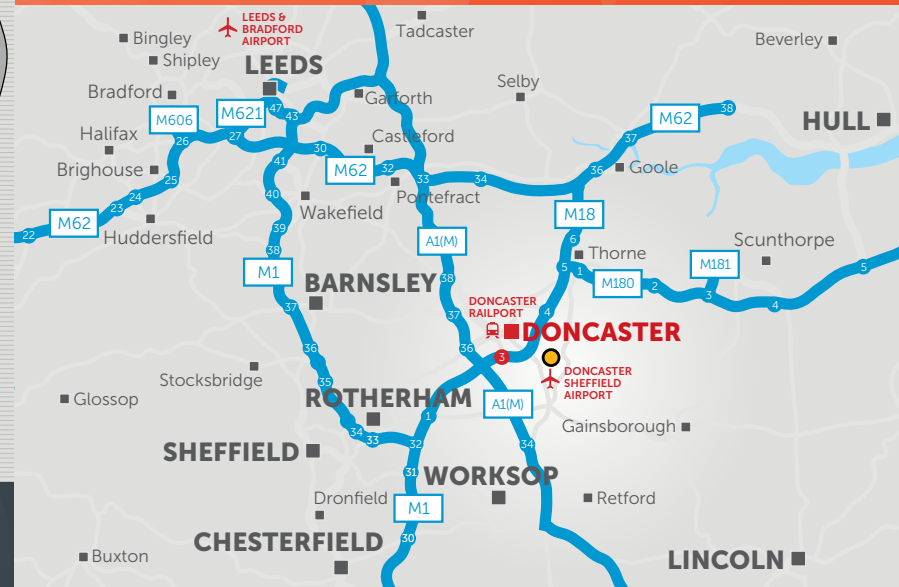 LEEDS &
BRADFORD
AIRPORT
Tadcaster
Bingley
Beverley
Shipley
LEEDS
Selby
Bradford
Garforth
47
38
M606
M621
43
M62
HULL
Halifax
26
27
Castleford
37
30
Brighouse
41
M62
32
33
34
36
Goole
25
24
40
Pontefract
23
Wakefield
M18
M62
22
Huddersfield
39
A1(M)
6
Scunthorpe
38
Thorne
M181
M1
5
1
5
38
M180
2
BARNSLEY
3
4
37
DONCASTER
RAILPORT
37
4
DONCASTER
36
36
3
Stocksbridge
35
DONCASTER
SHEFFIELD
AIRPORT
Glossop
ROTHERHAM
A1(M)
1
Gainsborough
34
33
32
34
SHEFFIELD
31
WORKSOP
Dronfield
M1
Retford
CHESTERFIELD
30
Buxton
LINCOLN